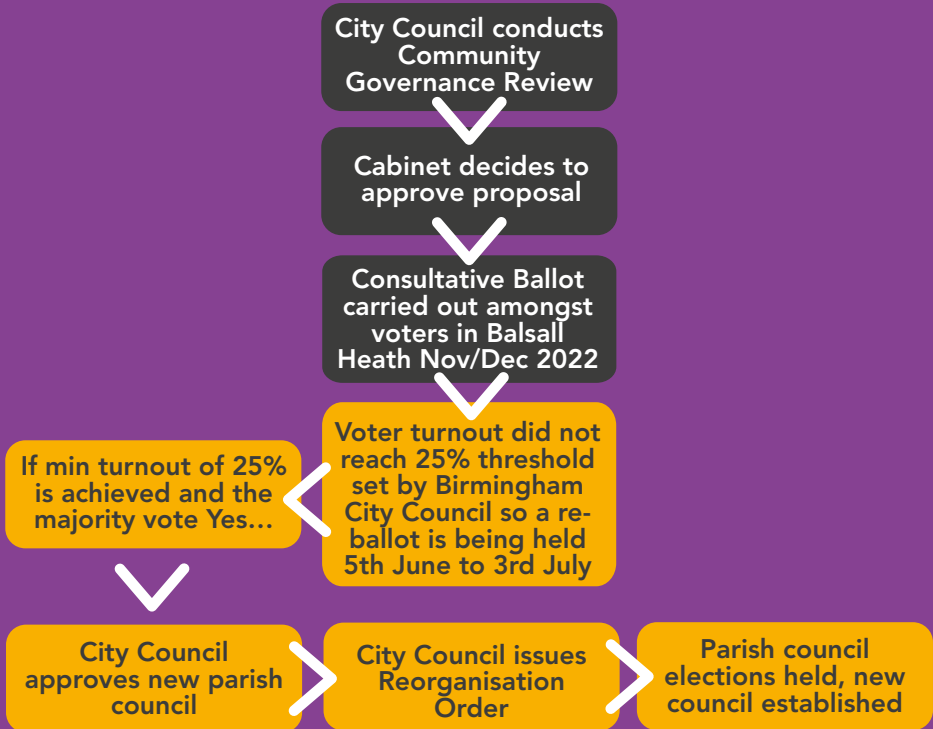 City Council conducts
Community
Governance Review
Cabinet decides to
approve proposal
Consultative Ballot
carried out amongst
voters in Balsall
Heath Nov/Dec 2022
Voter turnout did not
reach 25% threshold
set by Birmingham
City Council so a re-
ballot is being held
5th June to 3rd July
If min turnout of 25%
is achieved and the
majority vote Yes...
City Council
approves new parish
council
City Council issues
Reorganisation
Order
Parish council
elections held, new
council established